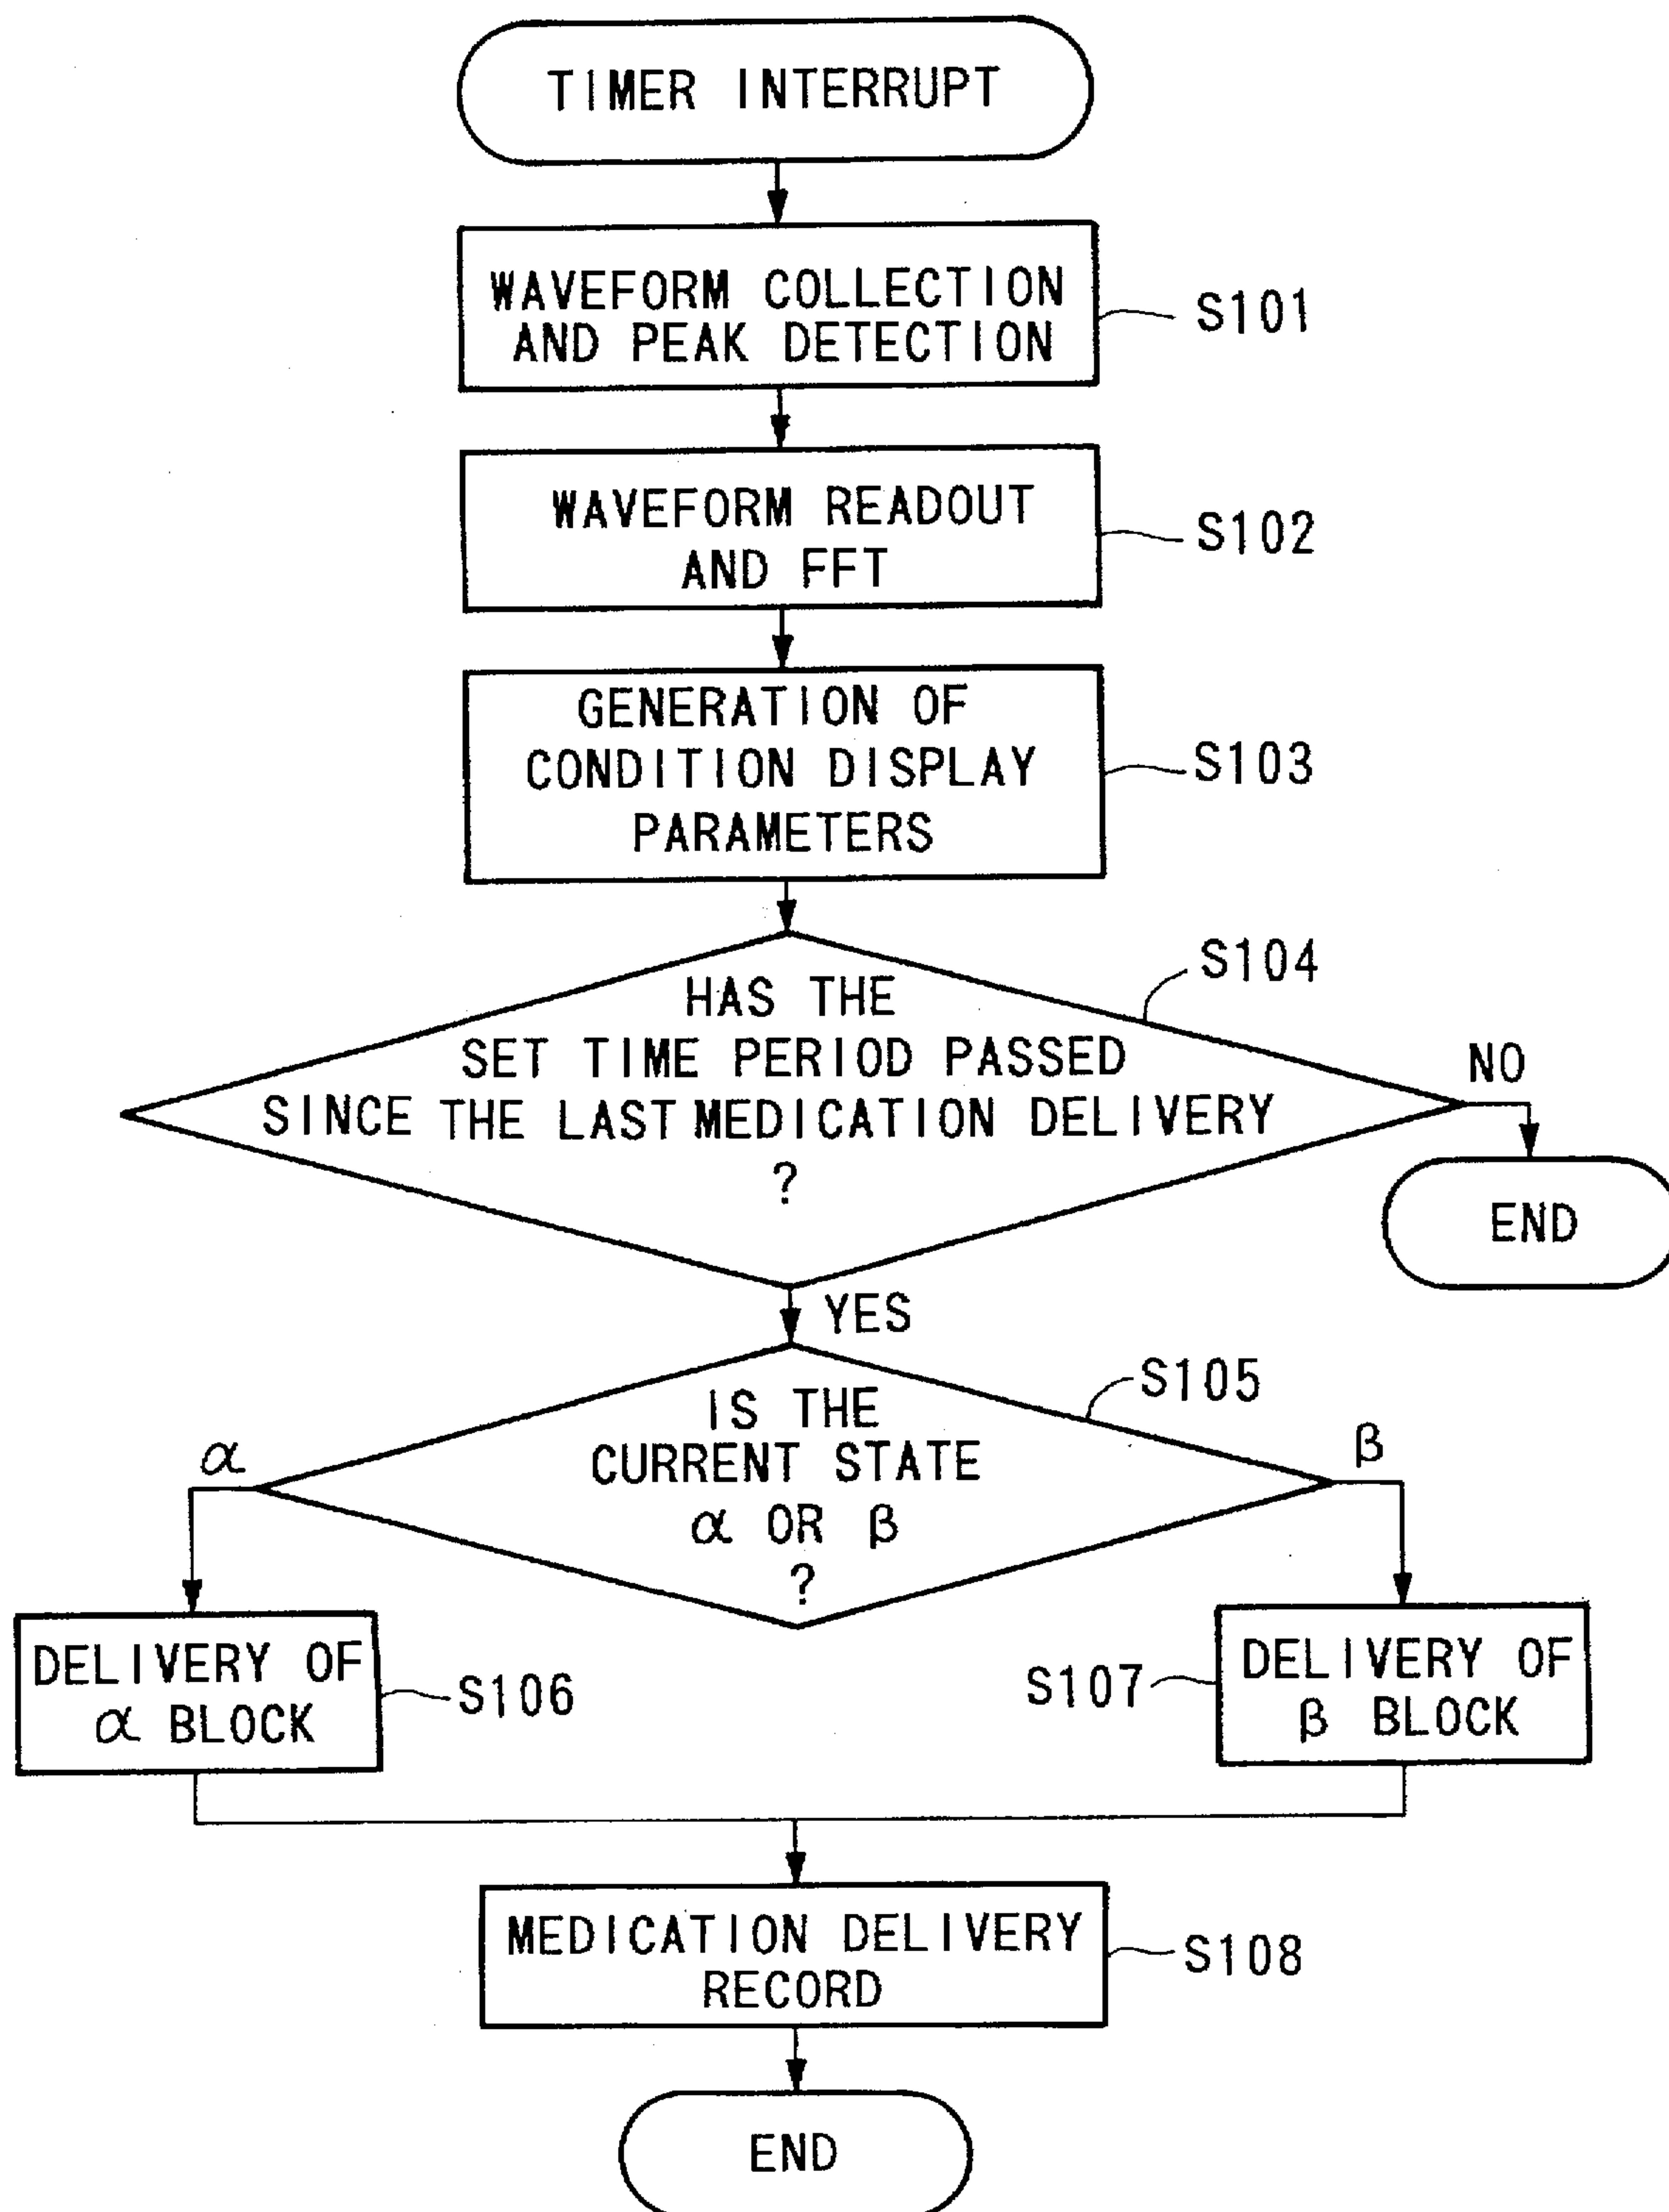 TIMER INTERRUPT
WAVEFORM COLLECTION
AND PEAK DETECTION
S101
WAVEFORM READOUT
AND FFT
S102
GENERATION OF
CONDITION DISPLAY
PARAMETERS
S103
S104
HAS THE
SET TIME PERIOD PASSED
SINCE THE LAST MEDICATION DELIVERY
?
NO
END
YES
S105
IS THE
CURRENT STATE
α OR β
?
α
β
DELIVERY OF
α BLOCK
S106
S107
DELIVERY OF
β BLOCK
MEDICATION DELIVERY
RECORD
S108
END